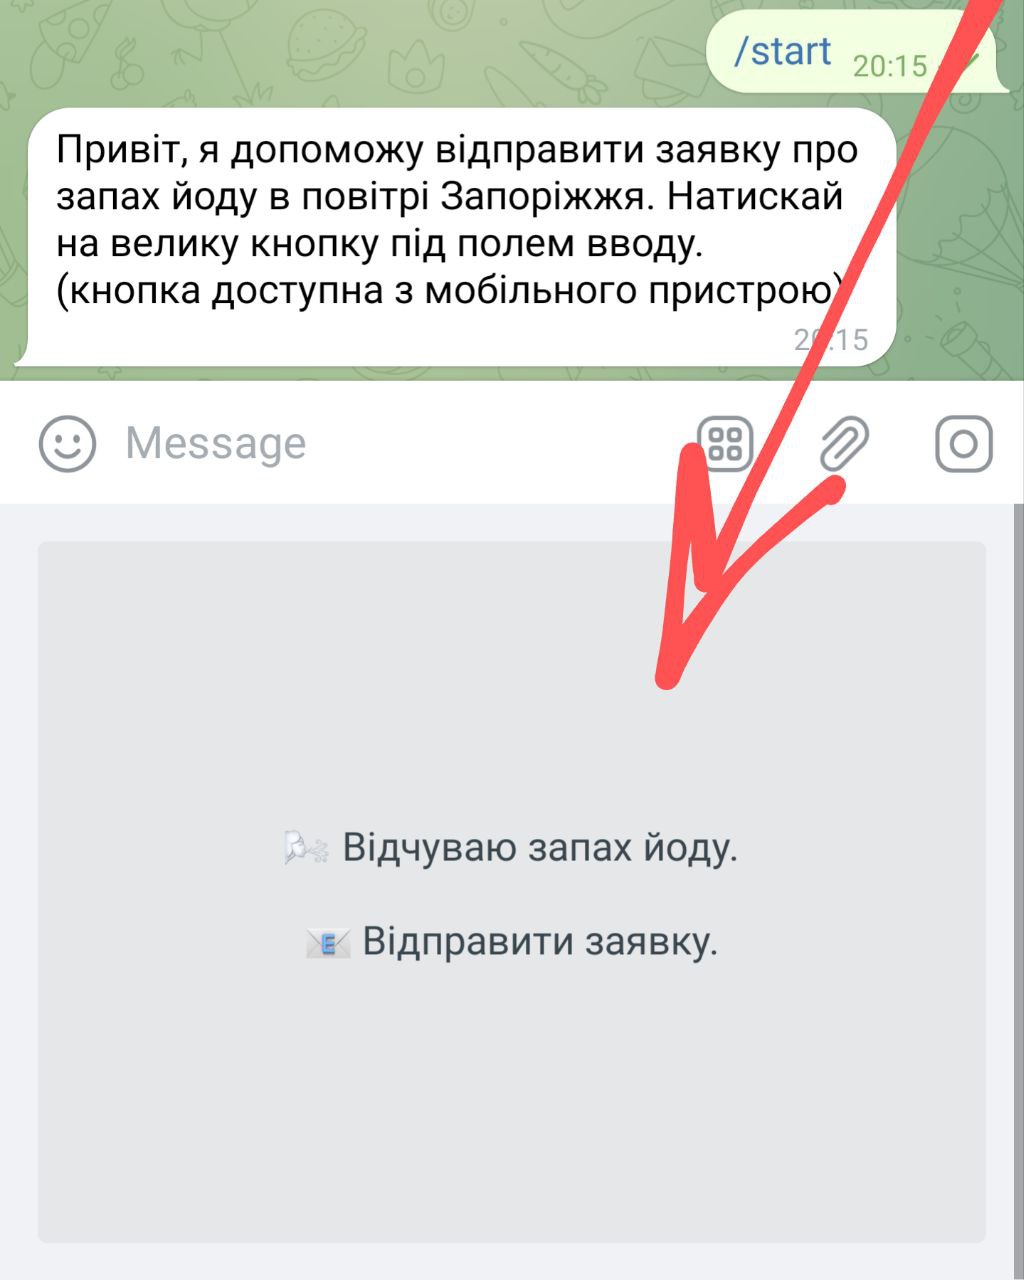 /start
20:15
Привіт, я допоможу відправити заявку про
запах йоду в повітрі Запоріжжя. Натискай
на велику кнопку під полем вводу.
(кнопка доступна з мобільного пристрою)
20:15
Message
Відчуваю запах йоду.
Відправити заявку.